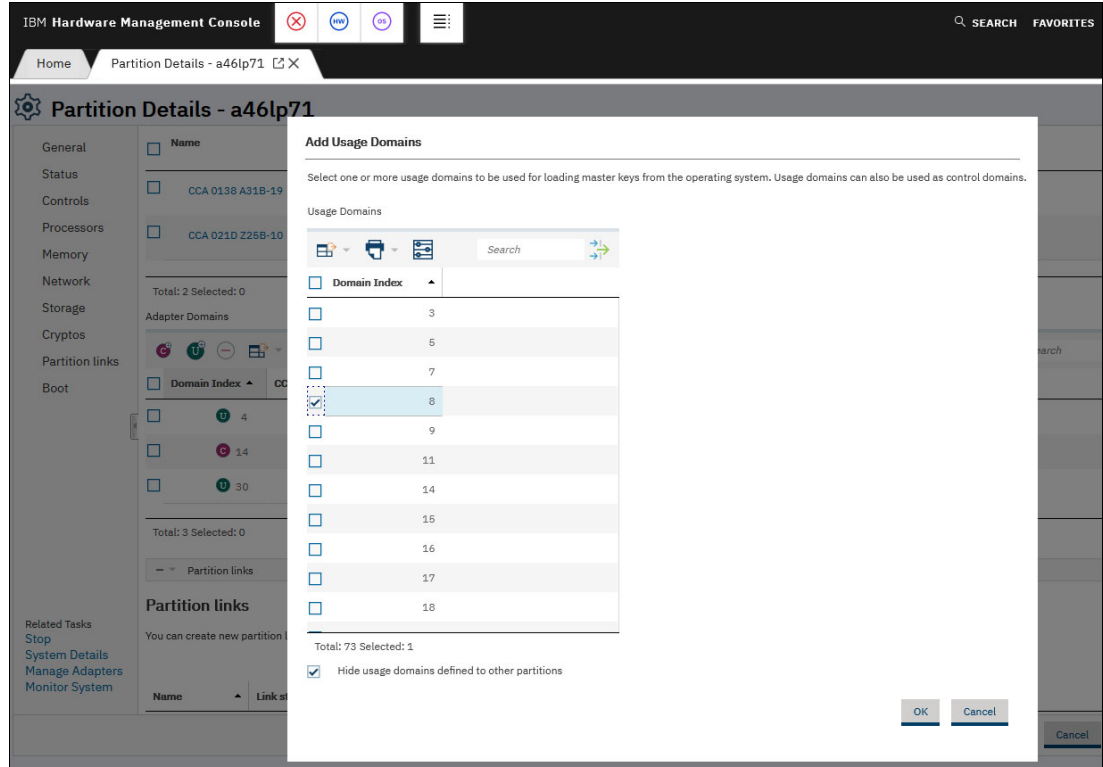 IBM Hardware Management Console HW OS SEARCH FAVORITES
Home Partition Details - a46lp71
Partition Details - a46lp71
General
Status
Controls
Processors
Memory
Network
Storage
Cryptos
Partition links
Boot
Related Tasks
Stop
System Details
Manage Adapters
Monitor System
Name
CCA 0138 A31B-19
CCA 021D Z25B-10
Total: 2 Selected: 0
Adapter Domains
C U
Domain Index CC
U 4
C 14
U 30
Total: 3 Selected: 0
Partition links
Partition links
You can create new partition l
Name Link st
earch
Cancel
Add Usage Domains
Select one or more usage domains to be used for loading master keys from the operating system. Usage domains can also be used as control domains.
Usage Domains
Search
Domain Index
3
5
7
8
9
11
14
15
16
17
18
Total: 73 Selected: 1
Hide usage domains defined to other partitions
OK Cancel